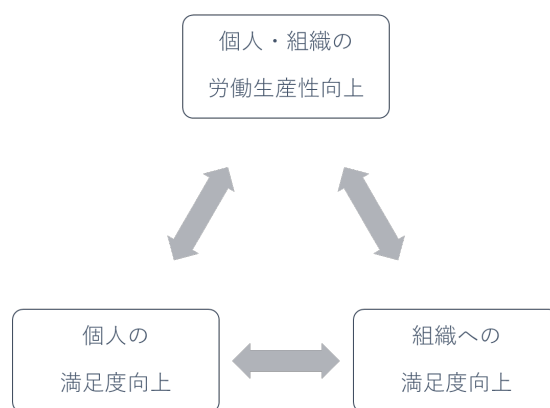 個人・組織の
労働生産性向上
個人の
満足度向上
組織への
満足度向上